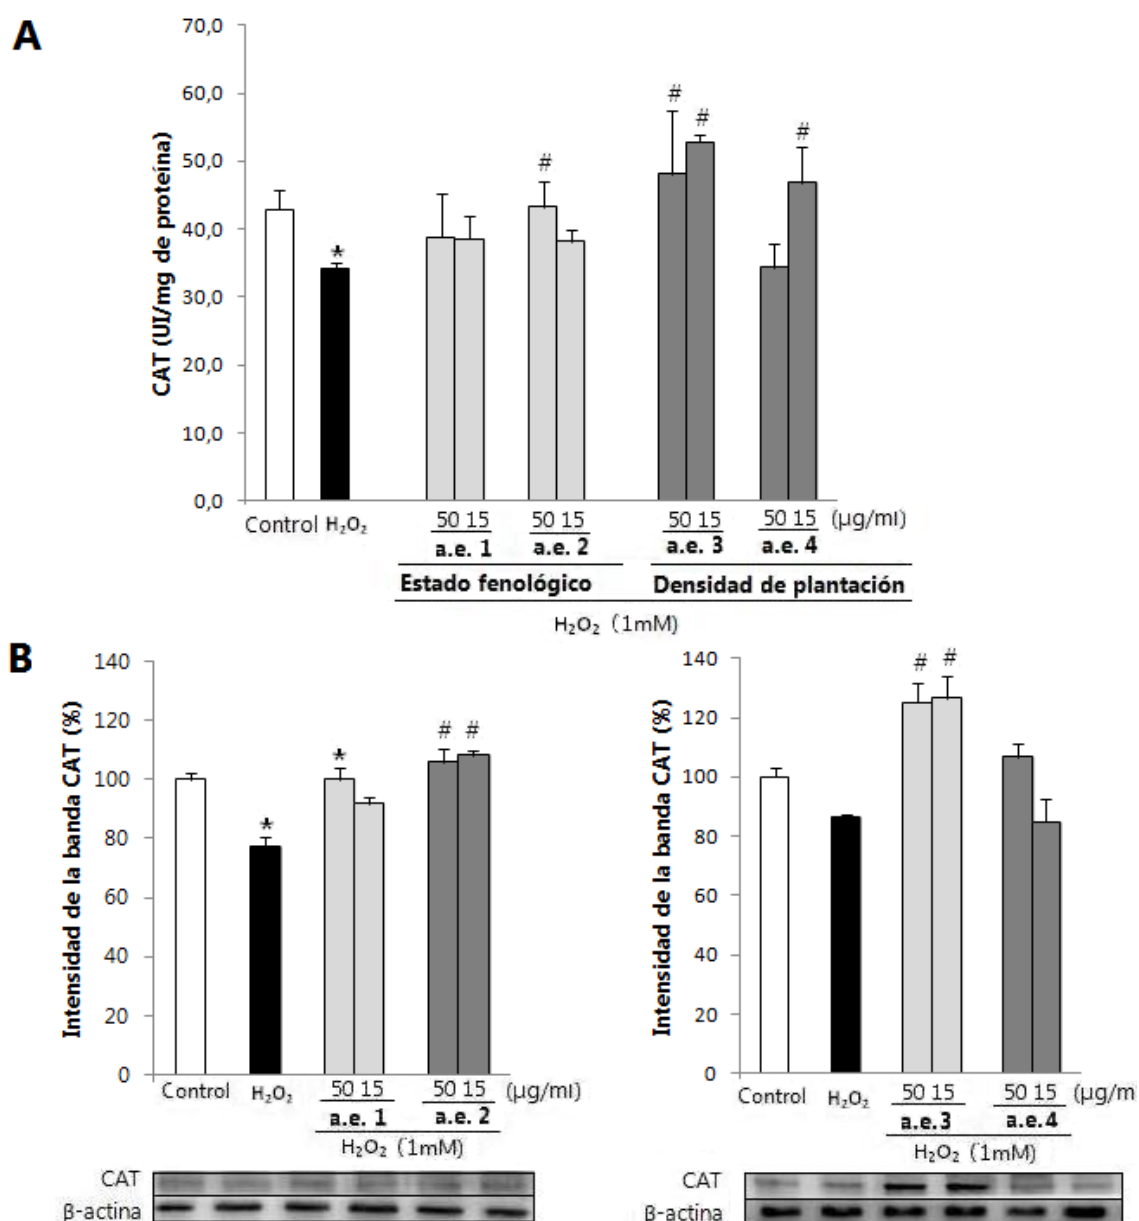 A
CAT (UI/mg de proteína)
70,0
60,0
50,0
40,0
30,0
20,0
10,0
0,0
*
#
# #
#
Control H₂O₂
50 15 50 15 50 15 50 15 (µg/ml)
a.e. 1 a.e. 2 a.e. 3 a.e. 4
Estado fenológico Densidad de plantación
H₂O₂ (1mM)
B
Intensidad de la banda CAT (%)
140
120
100
80
60
40
20
0
*
*
# #
Control H₂O₂ 50 15 50 15 (µg/ml)
a.e. 1 a.e. 2
H₂O₂ (1mM)
CAT
β-actina
Intensidad de la banda CAT (%)
140
120
100
80
60
40
20
0
# #
Control H₂O₂ 50 15 50 15 (µg/m
a.e.3 a.e.4
H₂O₂ (1mM)
CAT
β-actina